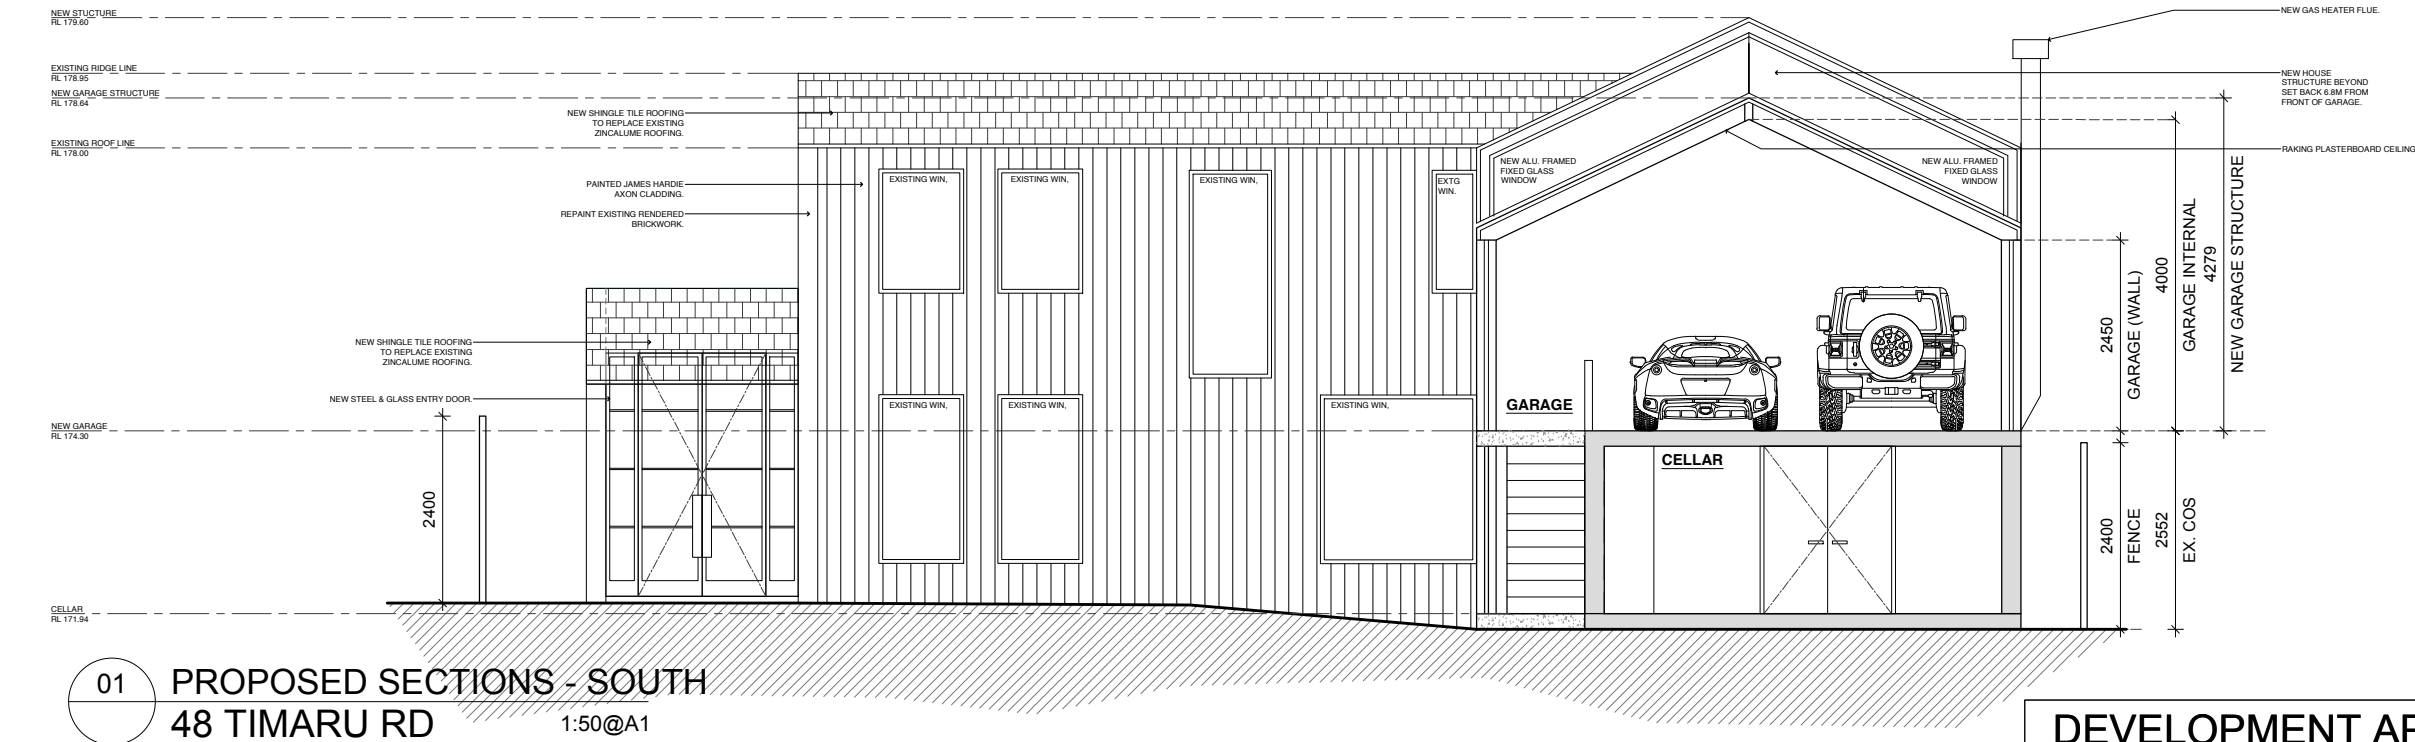 NEW STUCTURE
RL 179.60
EXISTING RIDGE LINE
RL 178.95
NEW GARAGE STRUCTURE
RL 178.64
EXISTING ROOF LINE
RL 178.00
NEW GARAGE
RL 174.30
CELLAR
RL 171.94
NEW SHINGLE TILE ROOFING
TO REPLACE EXISTING
ZINCALUME ROOFING.
PAINTED JAMES HARDIE
AXON CLADDING.
REPAINT EXISTING RENDERED
BRICKWORK.
NEW SHINGLE TILE ROOFING
TO REPLACE EXISTING
ZINCALUME ROOFING.
NEW STEEL & GLASS ENTRY DOOR.
2400
EXISTING WIN,
EXISTING WIN,
EXISTING WIN,
EXTG
WIN.
EXISTING WIN,
EXISTING WIN,
EXISTING WIN,
NEW ALU. FRAMED
FIXED GLASS
WINDOW
NEW ALU. FRAMED
FIXED GLASS
WINDOW
GARAGE
CELLAR
NEW GAS HEATER FLUE.
NEW HOUSE
STRUCTURE BEYOND
SET BACK 6.8M FROM
FRONT OF GARAGE.
RAKING PLASTERBOARD CEILING
2450
GARAGE (WALL)
4000
GARAGE INTERNAL
4279
NEW GARAGE STRUCTURE
2400
FENCE
2552
EX. COS
01
PROPOSED SECTIONS - SOUTH
48 TIMARU RD
1:50@A1
DEVELOPMENT AP